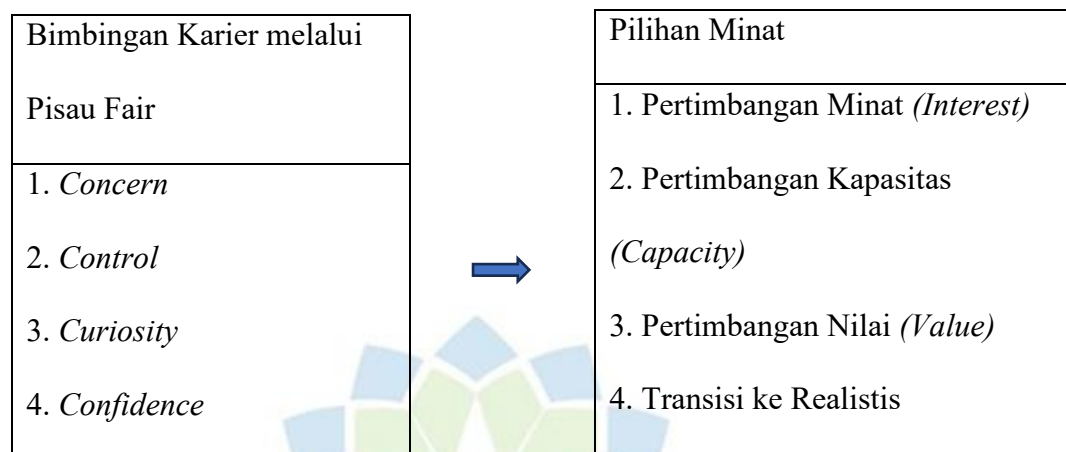 Bimbingan Karier melalui
Pisau Fair
1. Concern
2. Control
3. Curiosity
4. Confidence
Pilihan Minat
1. Pertimbangan Minat (Interest)
2. Pertimbangan Kapasitas
(Capacity)
3. Pertimbangan Nilai (Value)
4. Transisi ke Realistis